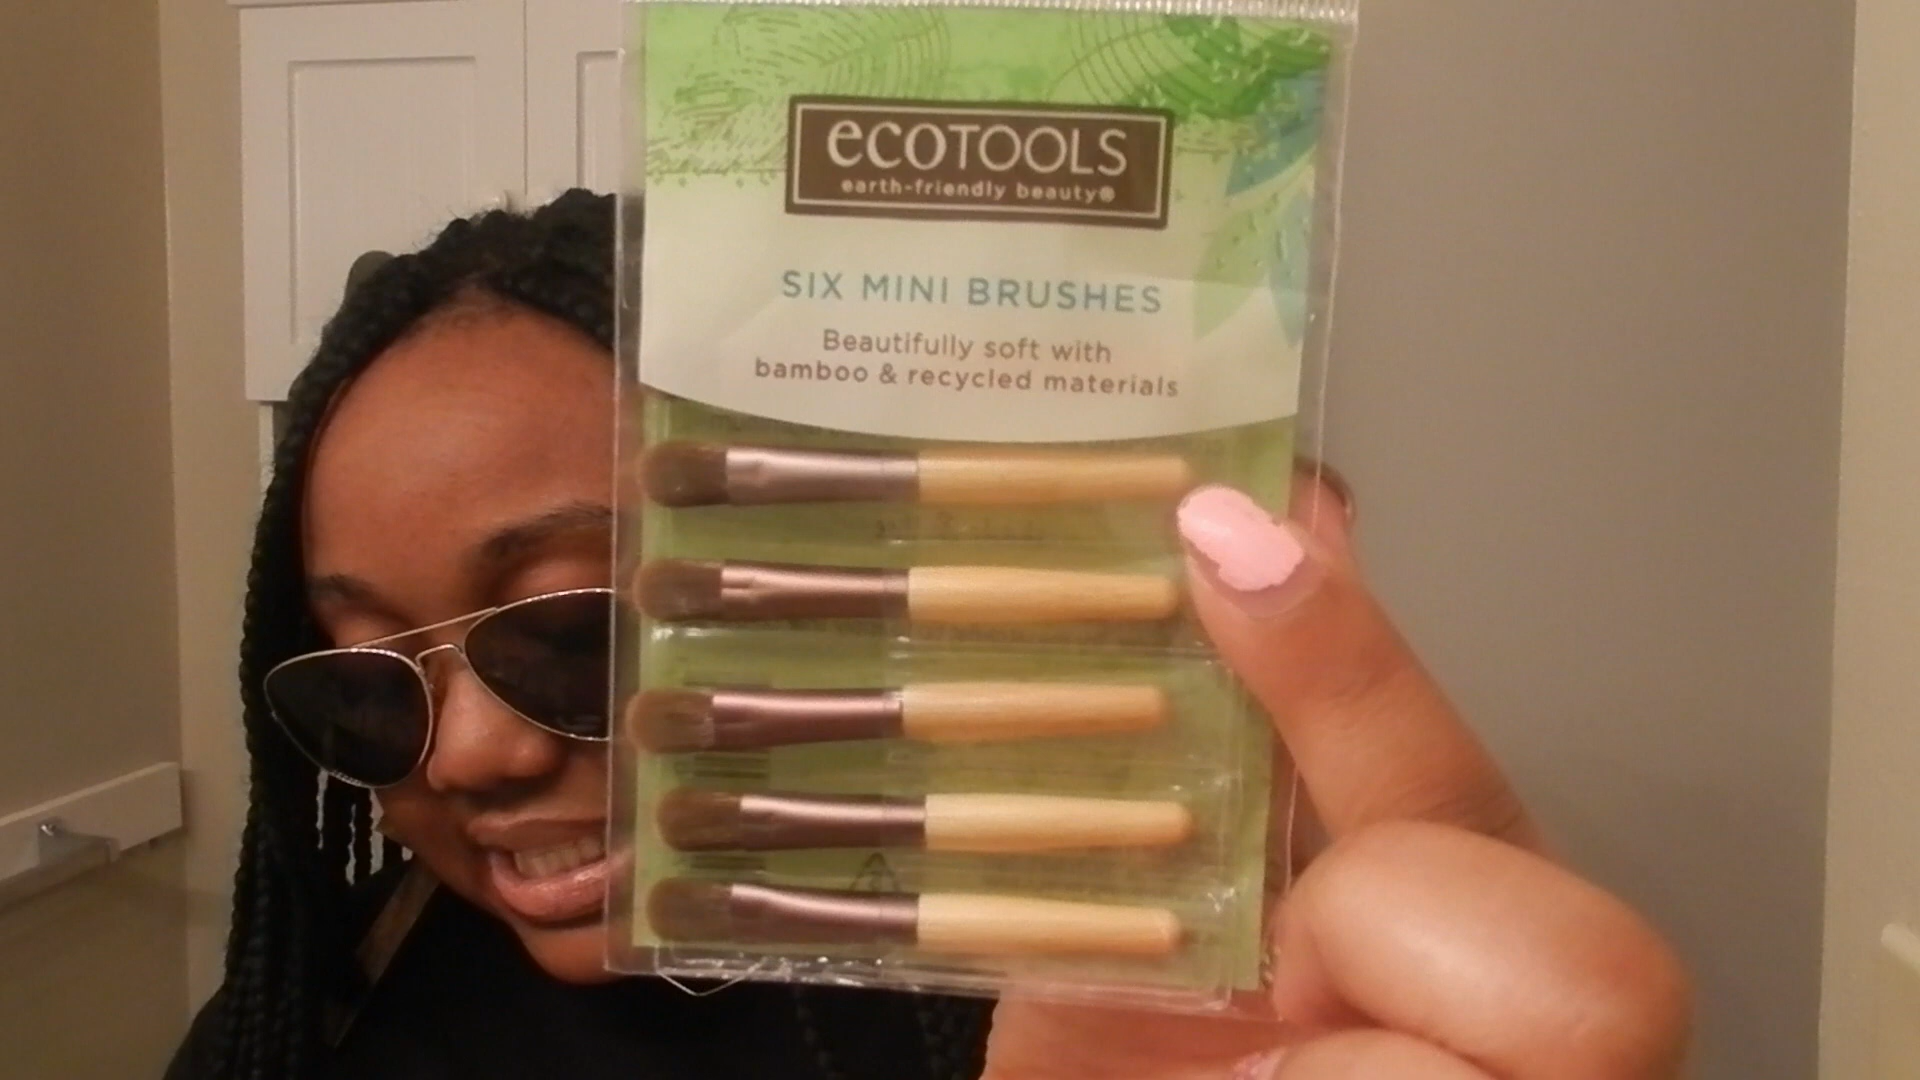 ecoTOOLS
earth-friendly beauty®
SIX MINI BRUSHES
Beautifully soft with
bamboo & recycled materials